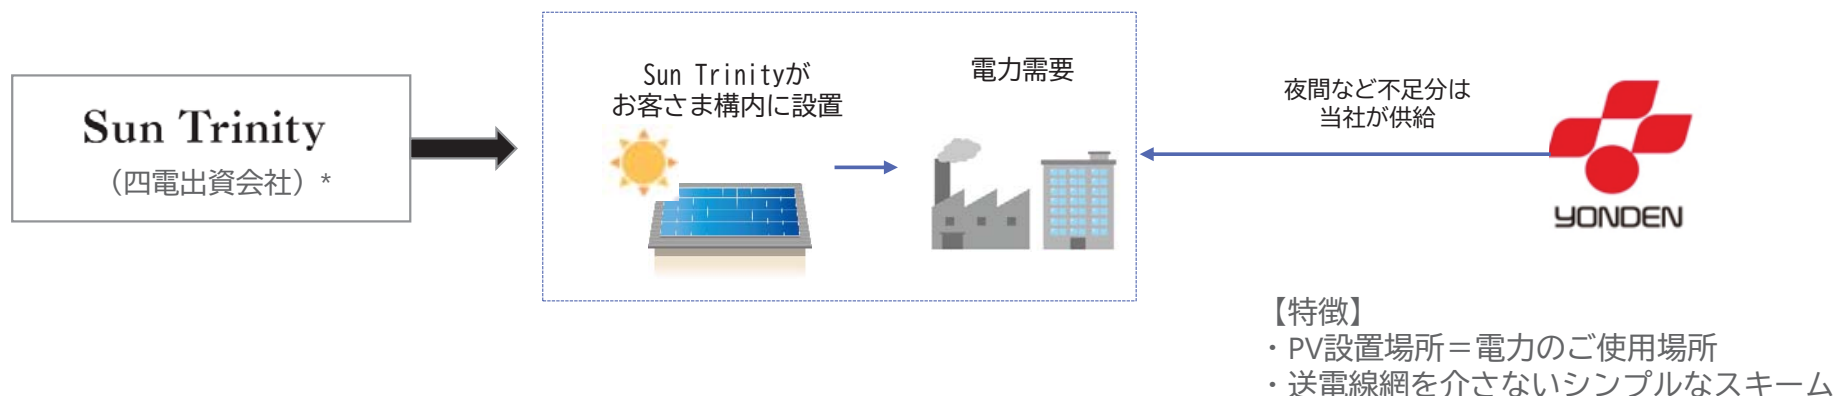 Sun Trinity
（四電出資会社）*
Sun Trinityが
お客さま構内に設置
電力需要
夜間など不足分は
当社が供給
YONDEN
【特徴】
・PV設置場所＝電力のご使用場所
・送電線網を介さないシンプルなスキーム